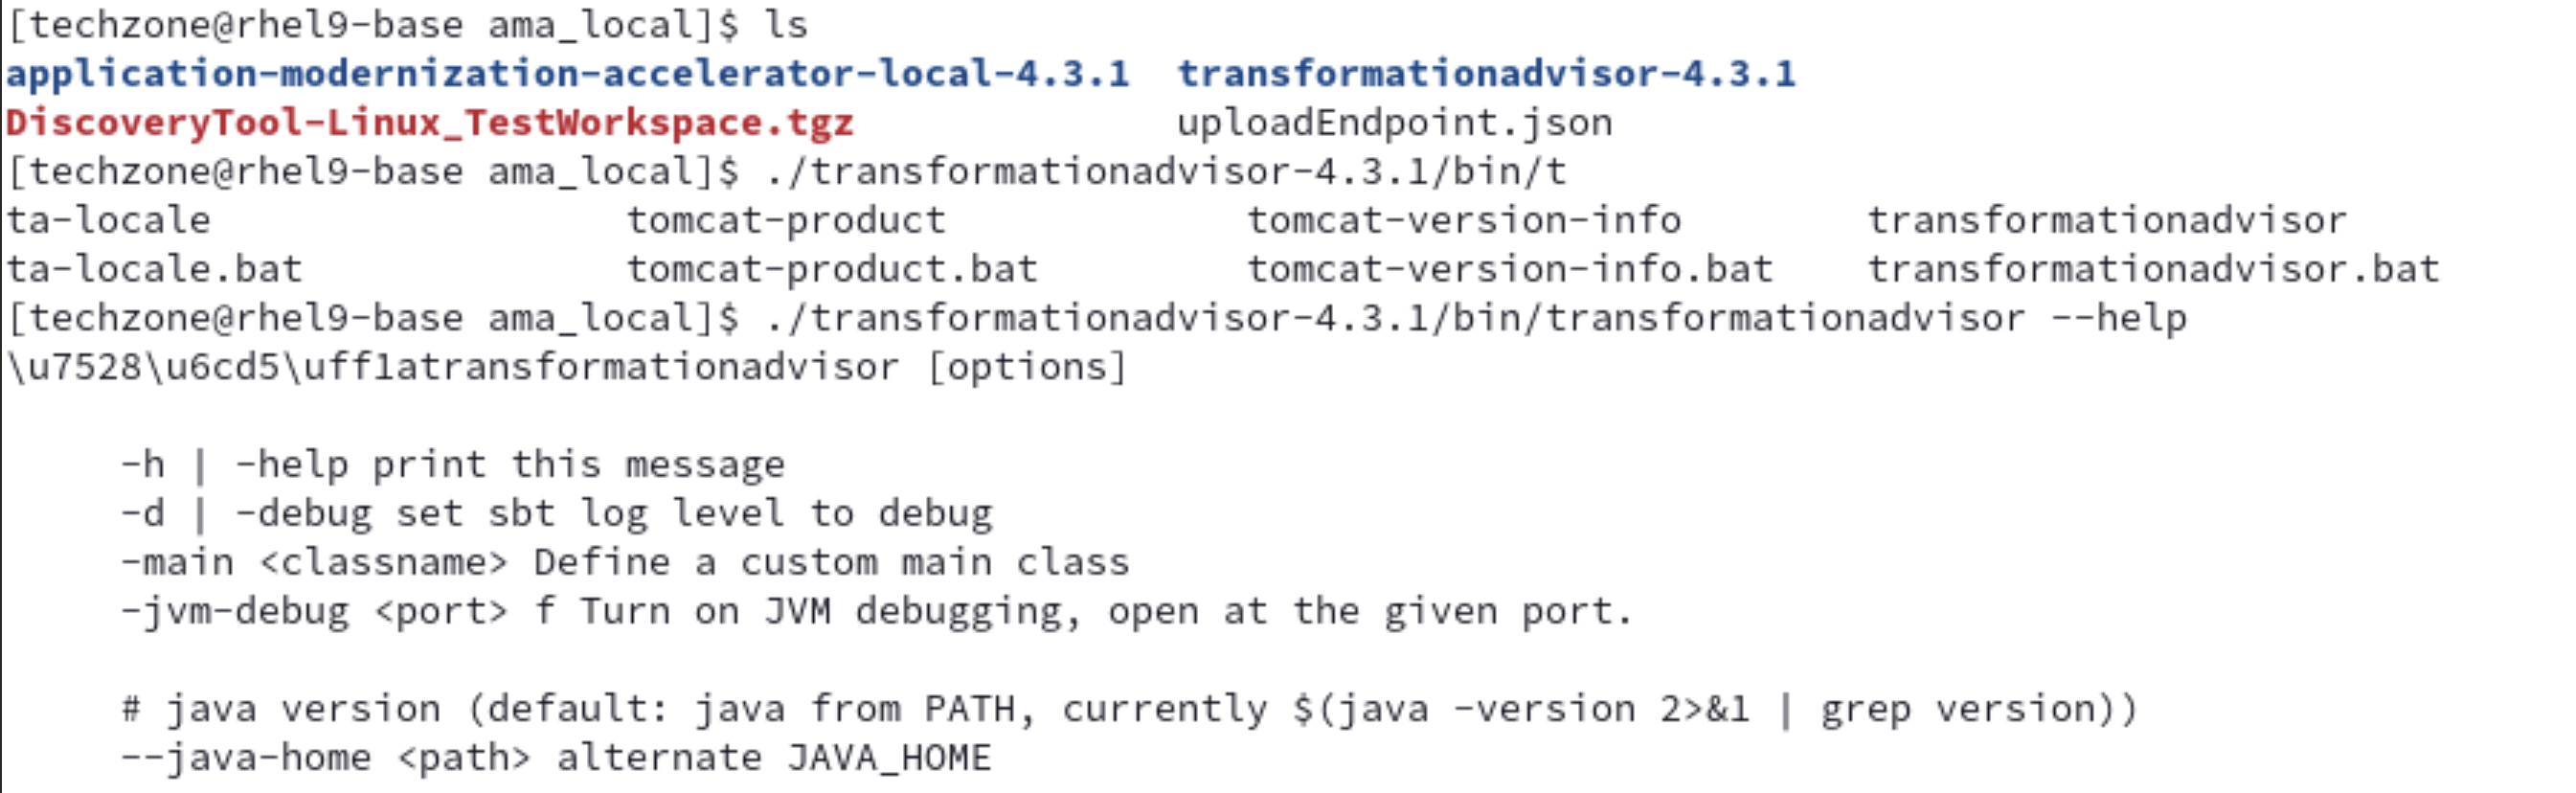 [techzone@rhel9-base ama_local]$ ls
application-modernization-accelerator-local-4.3.1  transformationadvisor-4.3.1
DiscoveryTool-Linux_TestWorkspace.tgz              uploadEndpoint.json
[techzone@rhel9-base ama_local]$ ./transformationadvisor-4.3.1/bin/t
ta-locale                  tomcat-product             tomcat-version-info        transformationadvisor
ta-locale.bat              tomcat-product.bat         tomcat-version-info.bat    transformationadvisor.bat
[techzone@rhel9-base ama_local]$ ./transformationadvisor-4.3.1/bin/transformationadvisor --help
\u7528\u6cd5\uff1atransformationadvisor [options]
-h | -help print this message
-d | -debug set sbt log level to debug
-main <classname> Define a custom main class
-jvm-debug <port> f Turn on JVM debugging, open at the given port.
# java version (default: java from PATH, currently $(java -version 2>&1 | grep version))
--java-home <path> alternate JAVA_HOME